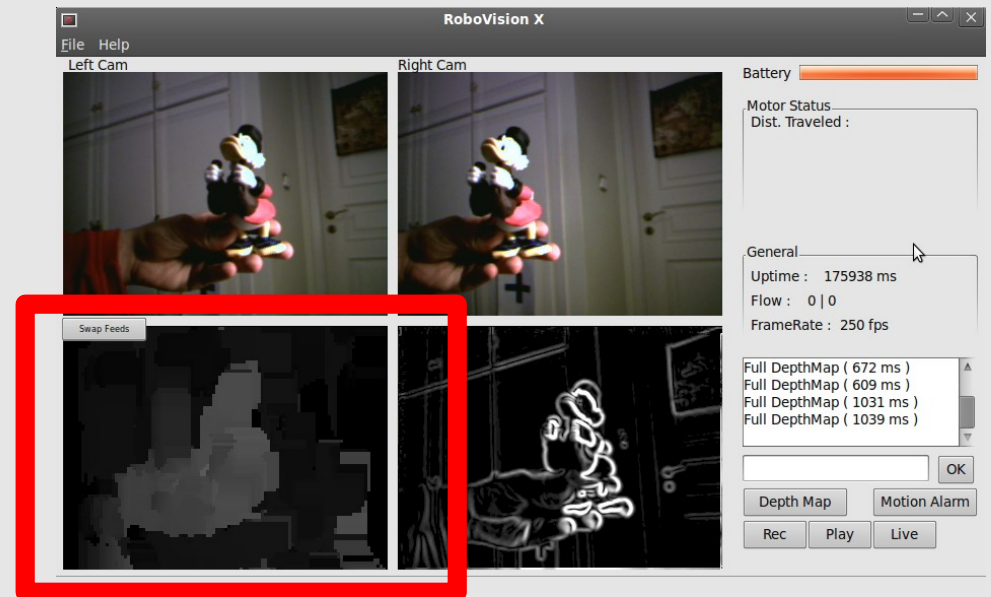 RoboVision X
File Help
Left Cam
Right Cam
Battery
Motor Status
Dist. Traveled :
General
Uptime : 175938 ms
Flow : 0 | 0
FrameRate : 250 fps
Swap Feeds
Full DepthMap ( 672 ms )
Full DepthMap ( 609 ms )
Full DepthMap ( 1031 ms )
Full DepthMap ( 1039 ms )
OK
Depth Map Motion Alarm
Rec Play Live